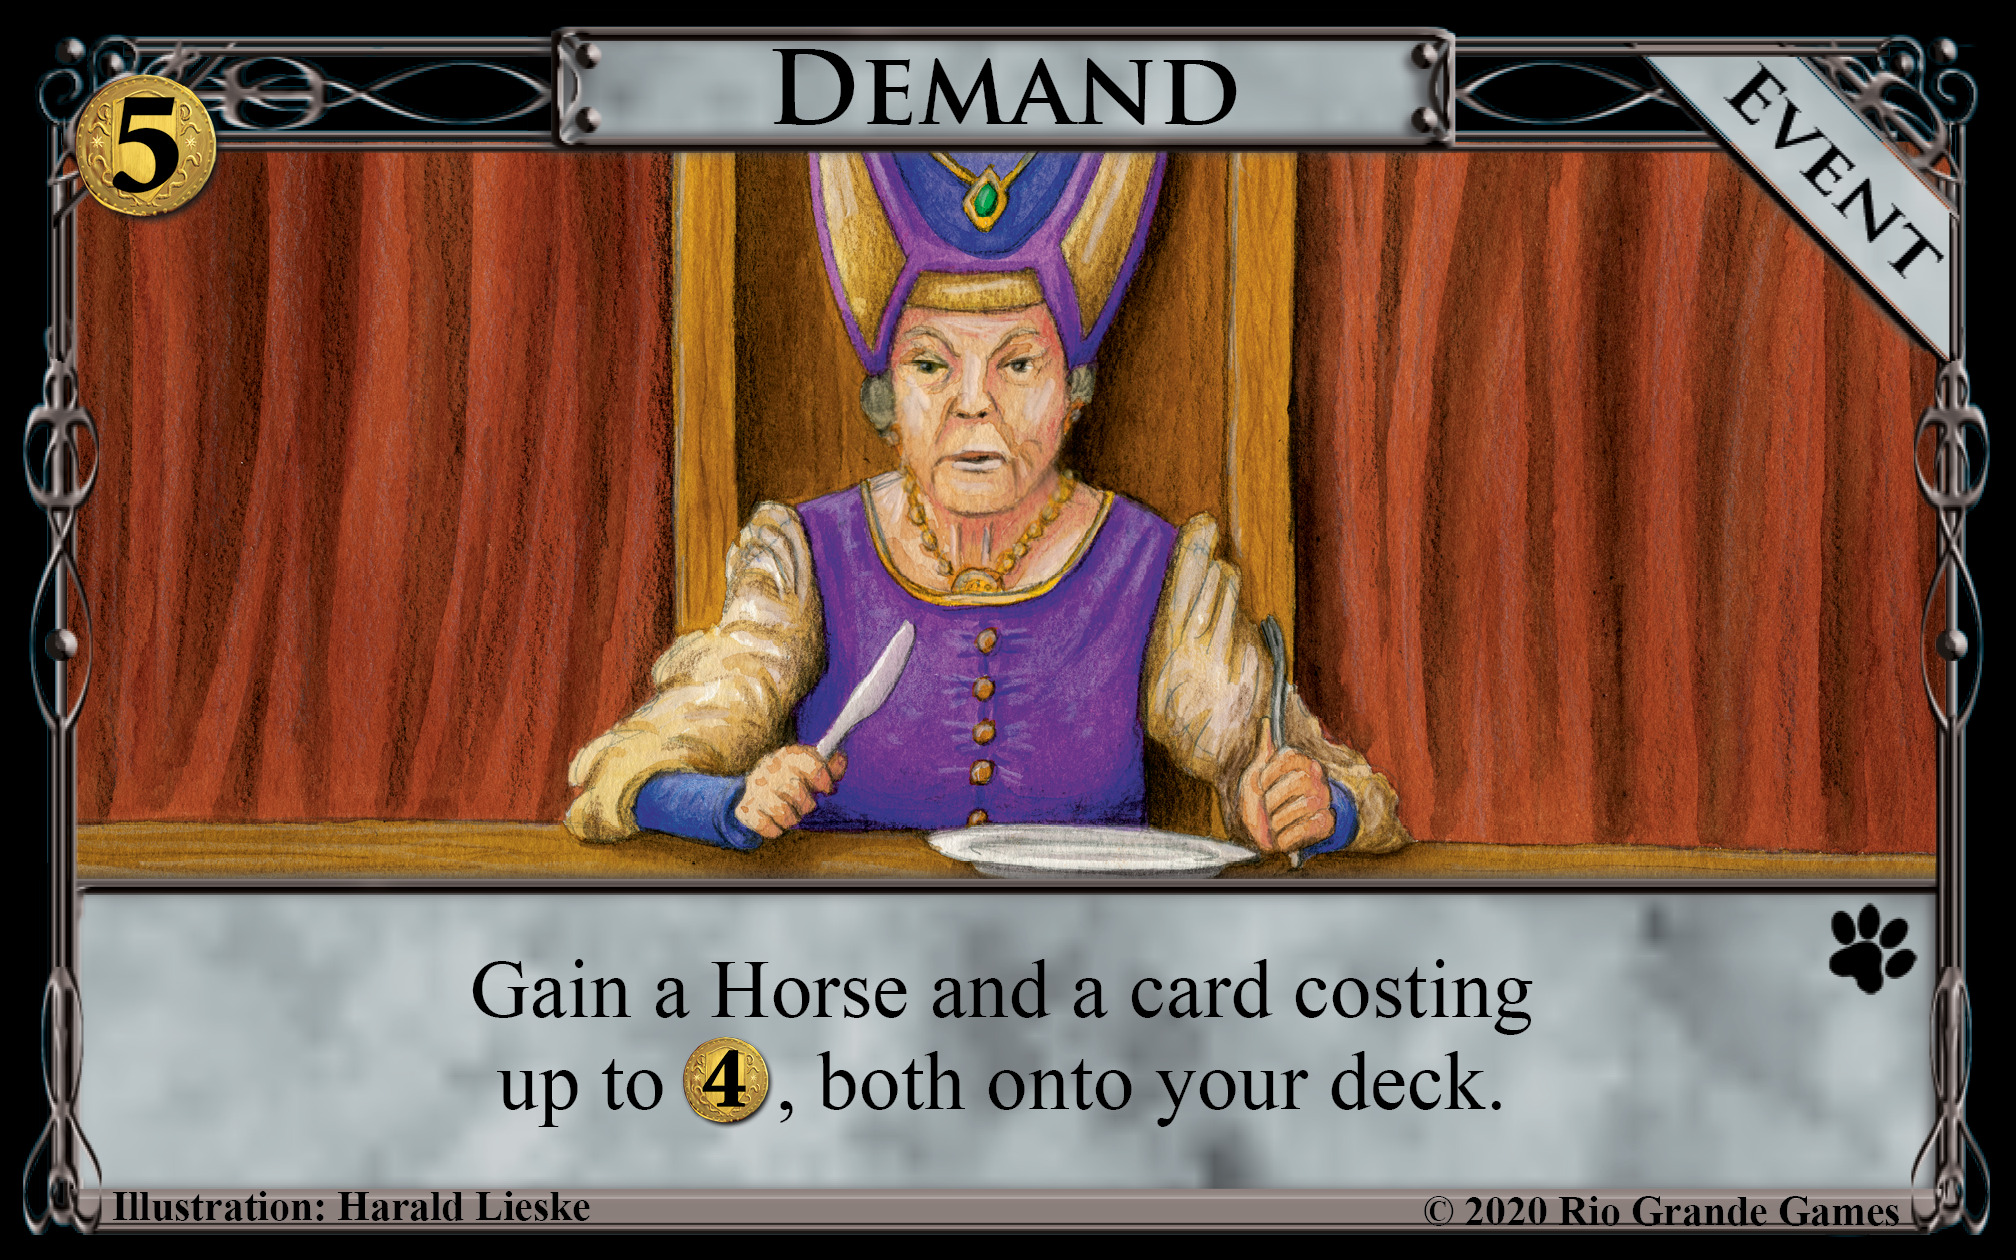 5
DEMAND
EVENT
Gain a Horse and a card costing
up to 4, both onto your deck.
Illustration: Harald Lieske
© 2020 Rio Grande Games